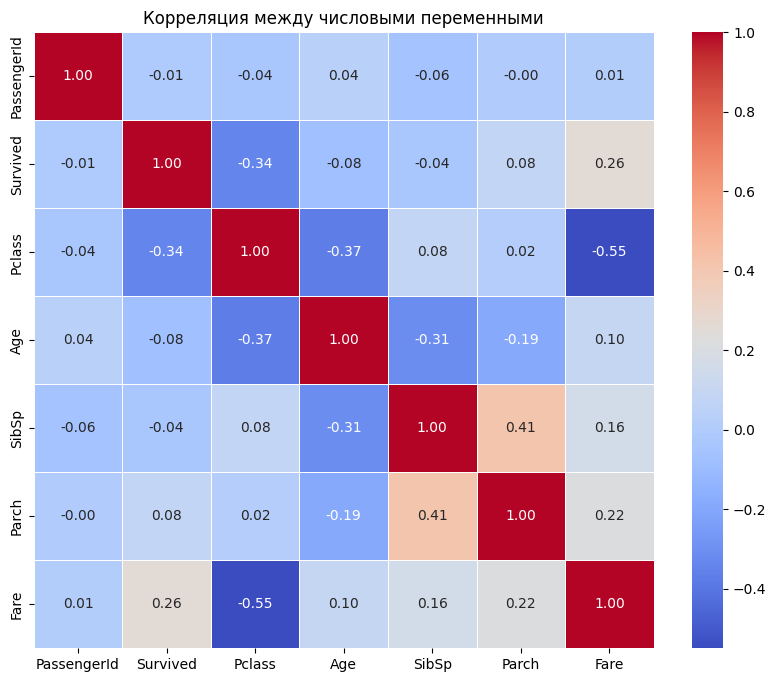 Корреляция между числовыми переменными
PassengerId 1.00 -0.01 -0.04 0.04 -0.06 -0.00 0.01
Survived -0.01 1.00 -0.34 -0.08 -0.04 0.08 0.26
Pclass -0.04 -0.34 1.00 -0.37 0.08 0.02 -0.55
Age 0.04 -0.08 -0.37 1.00 -0.31 -0.19 0.10
SibSp -0.06 -0.04 0.08 -0.31 1.00 0.41 0.16
Parch -0.00 0.08 0.02 -0.19 0.41 1.00 0.22
Fare 0.01 0.26 -0.55 0.10 0.16 0.22 1.00
PassengerId Survived Pclass Age SibSp Parch Fare
1.0
0.8
0.6
0.4
0.2
0.0
−0.2
−0.4